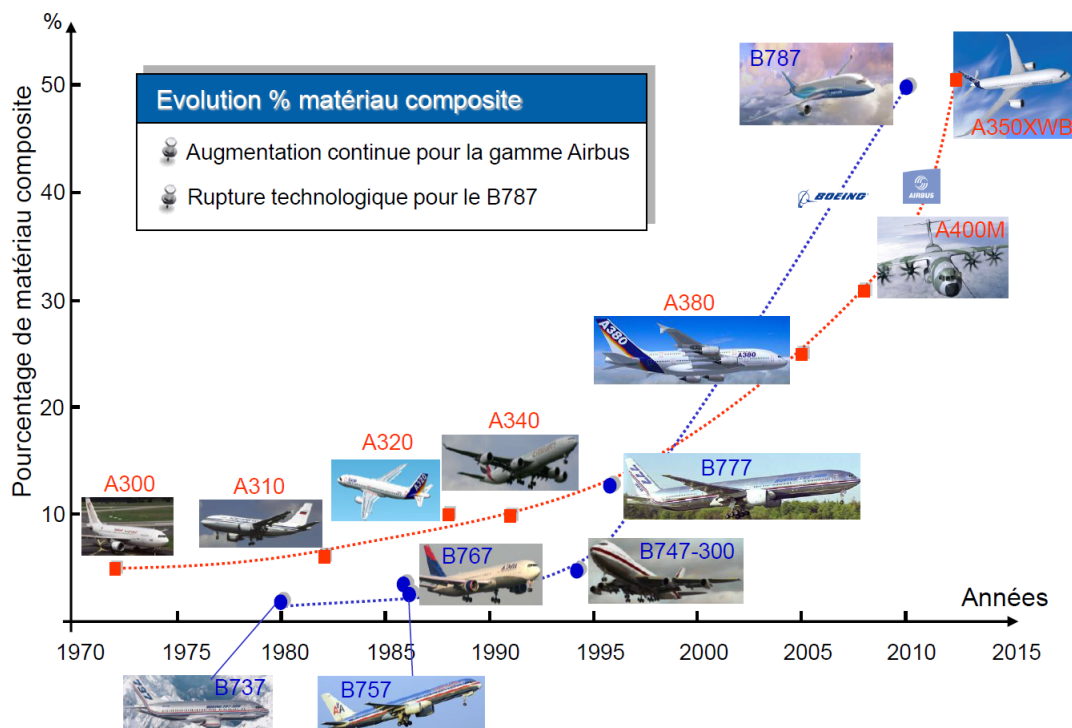 %
Pourcentage de matériau composite
50
40
30
20
10
Evolution % matériau composite
Augmentation continue pour la gamme Airbus
Rupture technologique pour le B787
B787
A350XWB
BOEING
AIRBUS
A400M
A380
A380
A380
A340
A320
A310
A300
B777
777
B767
B747-300
Années
1970
1975
1980
1985
1990
1995
2000
2005
2010
2015
B737
B757